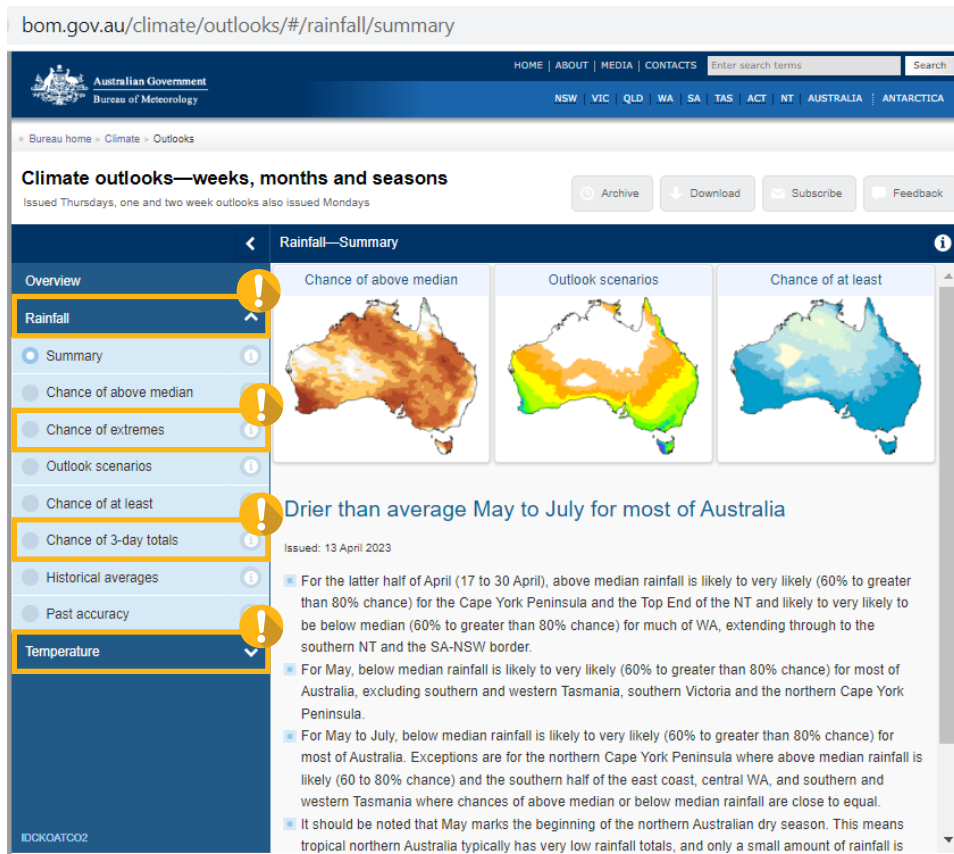 bom.gov.au/climate/outlooks/#/rainfall/summary
HOME | ABOUT | MEDIA | CONTACTS
Enter search terms
Search
Australian Government
Bureau of Meteorology
NSW | VIC | QLD | WA | SA | TAS | ACT | NT | AUSTRALIA | ANTARCTICA
Bureau home » Climate » Outlooks
Climate outlooks—weeks, months and seasons
Issued Thursdays, one and two week outlooks also issued Mondays
Archive
Download
Subscribe
Feedback
Rainfall—Summary
Overview
Rainfall
Summary
Chance of above median
Chance of extremes
Outlook scenarios
Chance of at least
Chance of 3-day totals
Historical averages
Past accuracy
Temperature
IDCKOATCO2
Chance of above median
Outlook scenarios
Chance of at least
Drier than average May to July for most of Australia
Issued: 13 April 2023
For the latter half of April (17 to 30 April), above median rainfall is likely to very likely (60% to greater
than 80% chance) for the Cape York Peninsula and the Top End of the NT and likely to very likely to
be below median (60% to greater than 80% chance) for much of WA, extending through to the
southern NT and the SA-NSW border.
For May, below median rainfall is likely to very likely (60% to greater than 80% chance) for most of
Australia, excluding southern and western Tasmania, southern Victoria and the northern Cape York
Peninsula.
For May to July, below median rainfall is likely to very likely (60% to greater than 80% chance) for
most of Australia. Exceptions are for the northern Cape York Peninsula where above median rainfall is
likely (60 to 80% chance) and the southern half of the east coast, central WA, and southern and
western Tasmania where chances of above median or below median rainfall are close to equal.
It should be noted that May marks the beginning of the northern Australian dry season. This means
tropical northern Australia typically has very low rainfall totals, and only a small amount of rainfall is